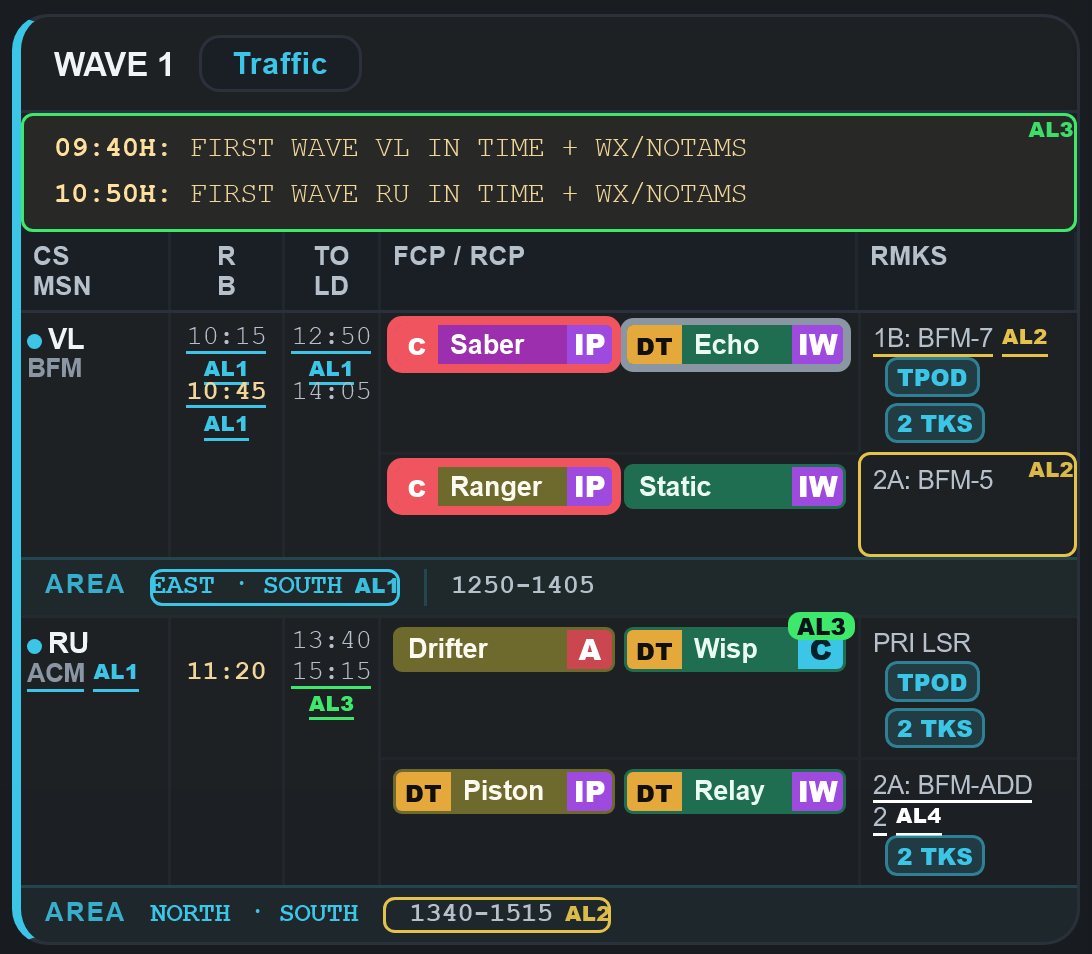 WAVE 1 Traffic
AL3
09:40H: FIRST WAVE VL IN TIME + WX/NOTAMS
10:50H: FIRST WAVE RU IN TIME + WX/NOTAMS
CS R TO FCP / RCP RMKS
MSN B LD
VL 10:15 12:50 c Saber IP DT Echo IW 1B: BFM-7 AL2
BFM AL1 AL1 TPOD
10:45 14:05
AL1 2 TKS
c Ranger IP Static IW 2A: BFM-5 AL2
AREA EAST · SOUTH AL1 1250-1405
RU 13:40 Drifter A DT Wisp C AL3 PRI LSR
ACM AL1 11:20 15:15 TPOD
AL3 2 TKS
DT Piston IP DT Relay IW 2A: BFM-ADD
2 AL4
2 TKS
AREA NORTH · SOUTH 1340-1515 AL2